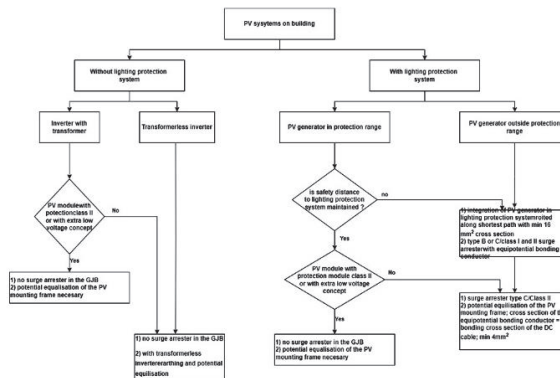 PV sysytems on building
Without lighting protection
system
With lighting protection
system
Inverter with
transformer
Transformerless inverter
PV generator in protection range
PV generator outside protection
range
PV modulewith
potectionclass II
or with extra low
voltage concept
No
Yes
is safety distance
to lighting protection
system maintained ?
no
Yes
1) integration of PV generator in
lighting protection systemroited
along shortest path with min 16
mm² cross section
2) type B or C/class I and II surge
arresterwith equipotential bonding
conductor
PV module with
protection module class II
or with extra low voltage
concept
No
Yes
1) no surge arrester in the GJB
2) potential equalisation of the PV
mounting frame necesary
1) no surge arrester in the GJB
2) with transformless
invertererarthing and potential
equilisation
1) no surge arrester in the GJB
2) potential equalisation of the PV
mounting frame necesary
1) surge arrester type C/Class II
2) potential equilisation of the PV
mounting frame; cross section of t
equipotential bonding conductor =
bonding cross section of the DC
cable; min 4mm²